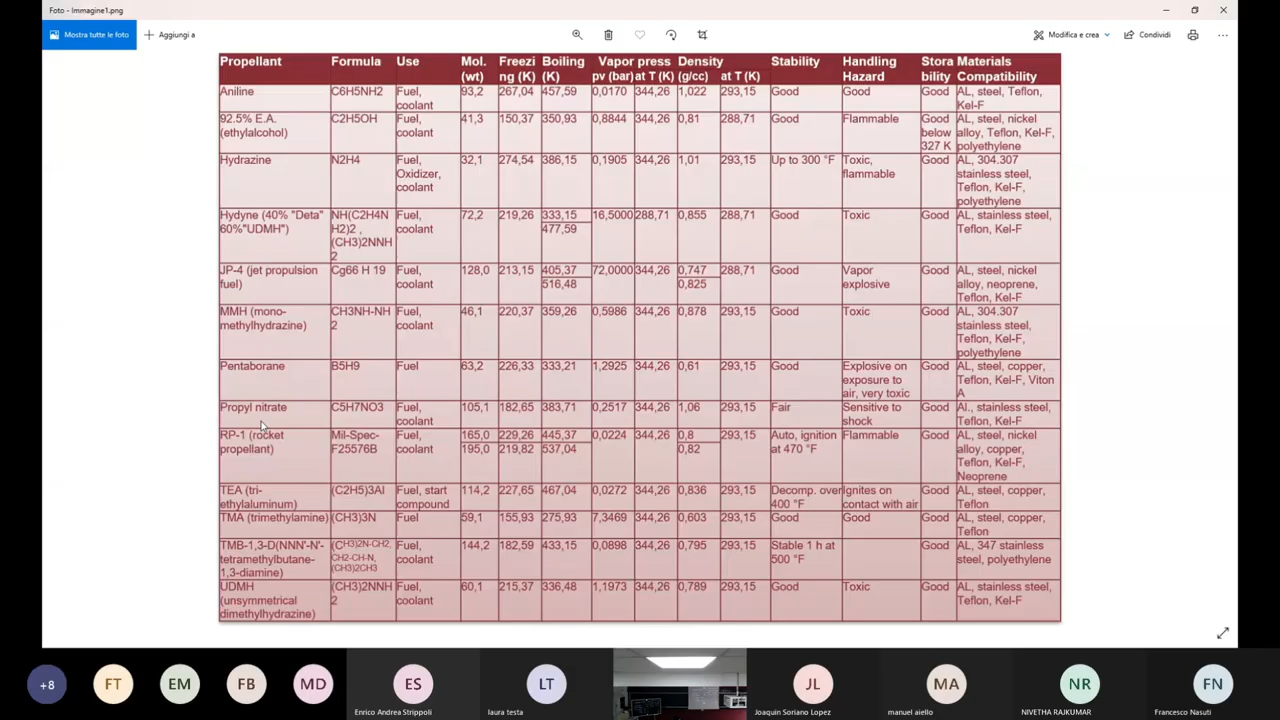 Foto - Immagine1.png
Mostra tutte le foto
Aggiungi a
Modifica e crea
Condividi
Propellant Formula Use Mol. (wt) Freezi ng (K) Boiling (K) Vapor press pv (bar) at T (K) Density (g/cc) at T (K) Stability Handling Hazard Stora bility Materials Compatibility
Aniline C6H5NH2 Fuel, coolant 93,2 267,04 457,59 0,0170 344,26 1,022 293,15 Good Good Good AL, steel, Teflon, Kel-F
92.5% E.A. (ethylalcohol) C2H5OH Fuel, coolant 41,3 150,37 350,93 0,8844 344,26 0,81 288,71 Good Flammable Good below 327 K AL, steel, nickel alloy, Teflon, Kel-F, polyethylene
Hydrazine N2H4 Fuel, Oxidizer, coolant 32,1 274,54 386,15 0,1905 344,26 1,01 293,15 Up to 300 °F Toxic, flammable Good AL, 304.307 stainless steel, Teflon, Kel-F, polyethylene
Hydyne (40% "Deta" 60%"UDMH") NH(C2H4N H2)2 , (CH3)2NNH 2 Fuel, coolant 72,2 219,26 333,15 477,59 16,5000 288,71 0,855 288,71 Good Toxic Good AL, stainless steel, Teflon, Kel-F
JP-4 (jet propulsion fuel) Cg66 H 19 Fuel, coolant 128,0 213,15 405,37 516,48 72,0000 344,26 0,747 0,825 288,71 Good Vapor explosive Good AL, steel, nickel alloy, neoprene, Teflon, Kel-F
MMH (mono-methylhydrazine) CH3NH-NH 2 Fuel, coolant 46,1 220,37 359,26 0,5986 344,26 0,878 293,15 Good Toxic Good AL, 304.307 stainless steel, Teflon, Kel-F, polyethylene
Pentaborane B5H9 Fuel 63,2 226,33 333,21 1,2925 344,26 0,61 293,15 Good Explosive on exposure to air, very toxic Good AL, steel, copper, Teflon, Kel-F, Viton A
Propyl nitrate C5H7NO3 Fuel, coolant 105,1 182,65 383,71 0,2517 344,26 1,06 293,15 Fair Sensitive to shock Good Al., stainless steel, Teflon, Kel-F
RP-1 (rocket propellant) Mil-Spec-F25576B Fuel, coolant 165,0 195,0 229,26 219,82 445,37 537,04 0,0224 344,26 0,8 0,82 293,15 Auto, ignition at 470 °F Flammable Good AL, steel, nickel alloy, copper, Teflon, Kel-F, Neoprene
TEA (tri-ethylaluminum) (C2H5)3Al Fuel, start compound 114,2 227,65 467,04 0,0272 344,26 0,836 293,15 Decomp. over 400 °F Ignites on contact with air Good AL, steel, copper, Teflon
TMA (trimethylamine) (CH3)3N Fuel 59,1 155,93 275,93 7,3469 344,26 0,603 293,15 Good Good Good AL, steel, copper, Teflon
TMB-1,3-D(NNN'-N'-tetramethylbutane-1,3-diamine) (CH3)2N-CH2, CH2-CH-N, (CH3)2CH3 Fuel, coolant 144,2 182,59 433,15 0,0898 344,26 0,795 293,15 Stable 1 h at 500 °F Good AL, 347 stainless steel, polyethylene
UDMH (unsymmetrical dimethylhydrazine) (CH3)2NNH 2 Fuel, coolant 60,1 215,37 336,48 1,1973 344,26 0,789 293,15 Good Toxic Good AL, stainless steel, Teflon, Kel-F
+8 FT EM FB MD ES LT JL MA NR FN
Enrico Andrea Strippoli laura testa Joaquin Soriano Lopez manuel aiello NIVETHA RAJKUMAR Francesco Nasuti